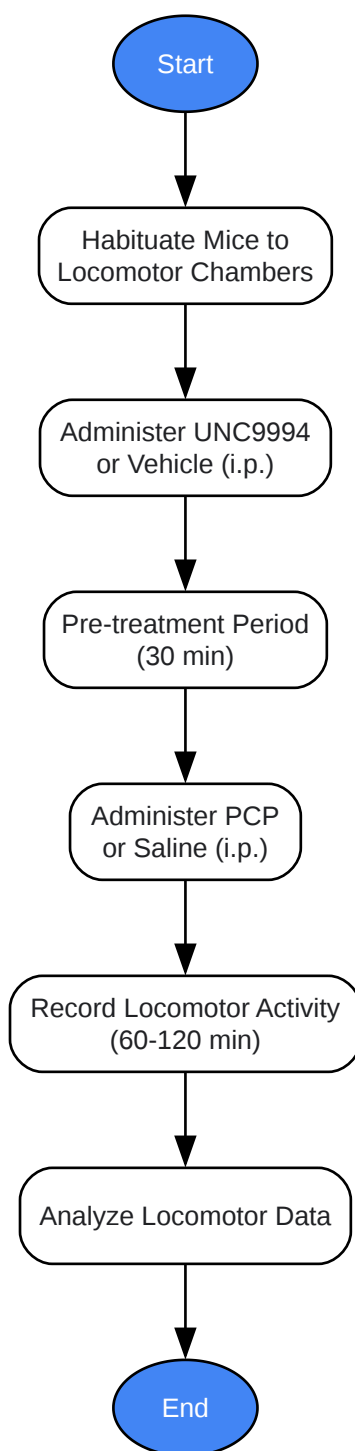 Start
Habituate Mice to
Locomotor Chambers
Administer UNC9994
or Vehicle (i.p.)
Pre-treatment Period
(30 min)
Administer PCP
or Saline (i.p.)
Record Locomotor Activity
(60-120 min)
Analyze Locomotor Data
End